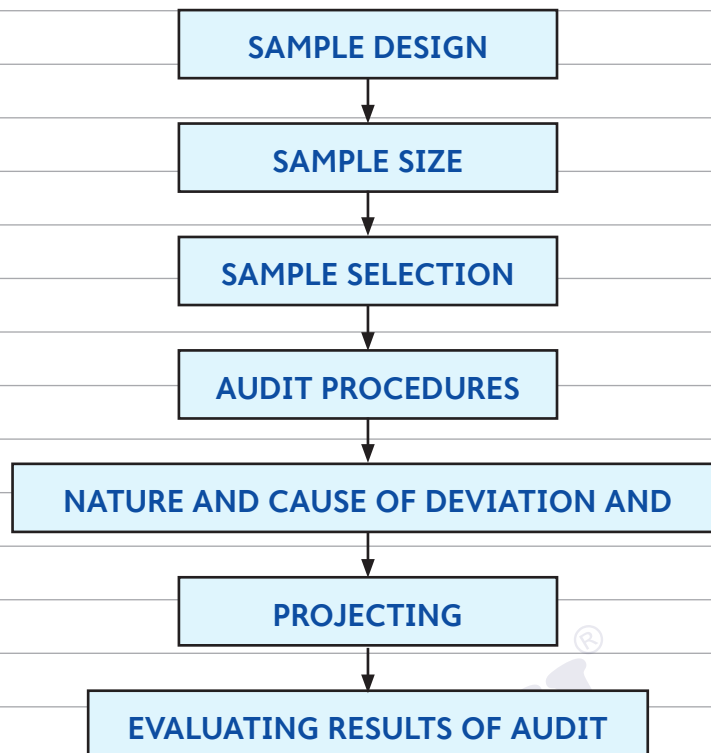 SAMPLE DESIGN
SAMPLE SIZE
SAMPLE SELECTION
AUDIT PROCEDURES
NATURE AND CAUSE OF DEVIATION AND
PROJECTING
®
EVALUATING RESULTS OF AUDIT